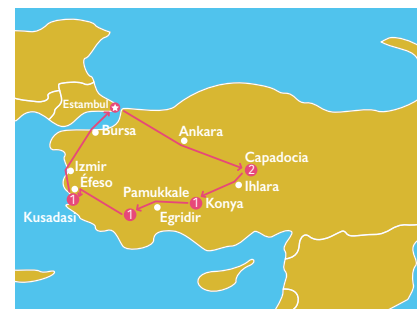 Estambul
Bursa
Ankara
Capadocia
2
Izmir
Éfeso
Ihlara
Pamukkale
1
Konya
1
Kusadasi
1
Egridir